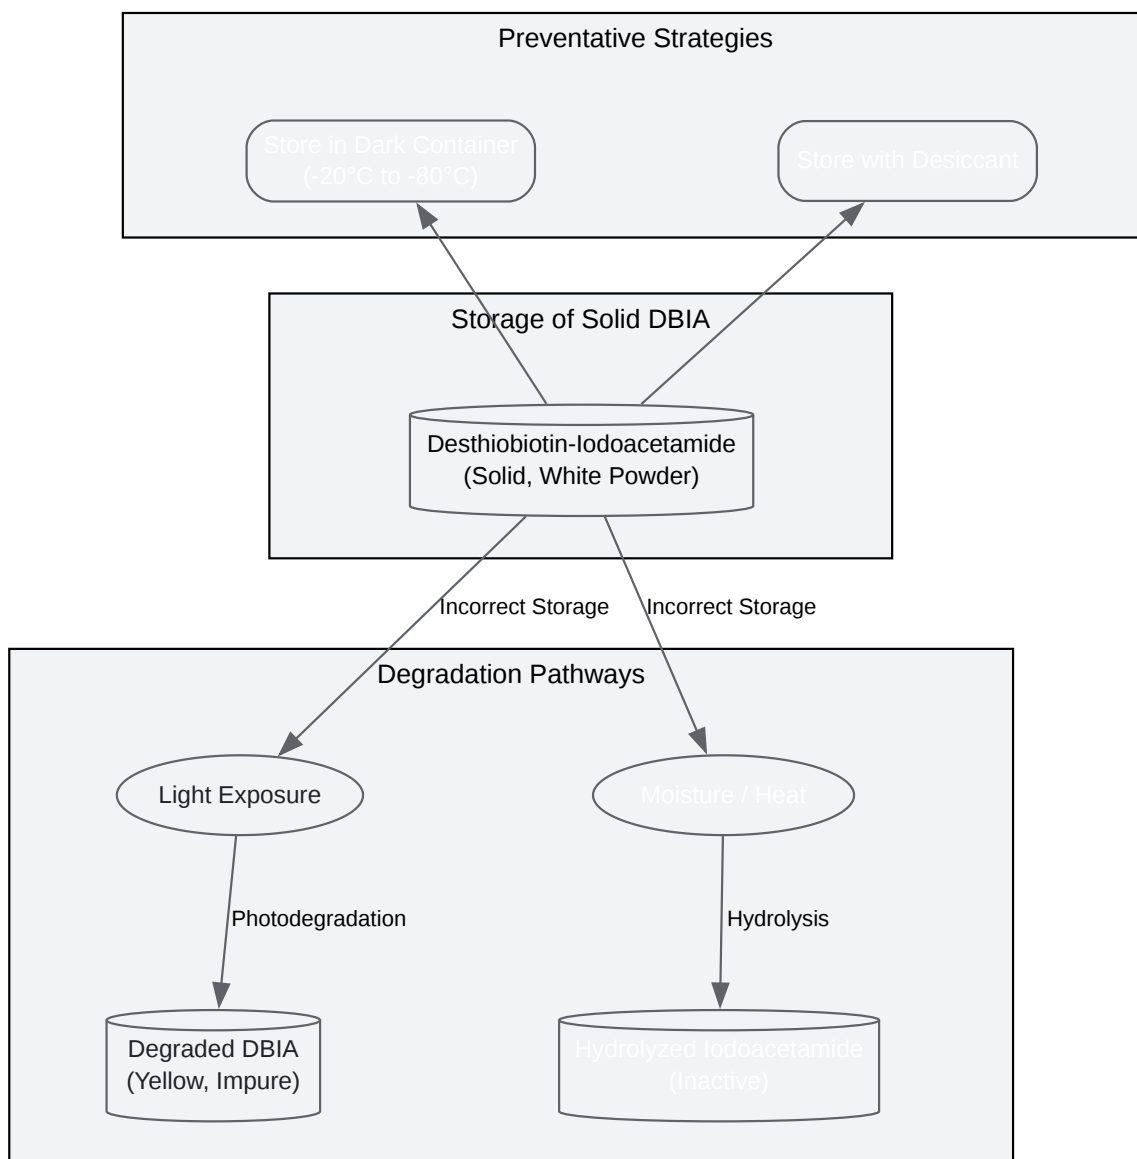 Preventative Strategies
Store in Dark Container
(-20°C to -80°C)
Store with Desiccant
Storage of Solid DBIA
Desthiobiotin-Iodoacetamide
(Solid, White Powder)
Incorrect Storage
Incorrect Storage
Degradation Pathways
Light Exposure
Moisture / Heat
Photodegradation
Hydrolysis
Degraded DBIA
(Yellow, Impure)
Hydrolyzed Iodoacetamide
(Inactive)